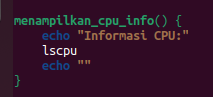 menampilkan_cpu_info() {
    echo "Informasi CPU:"
    lscpu
    echo ""
}